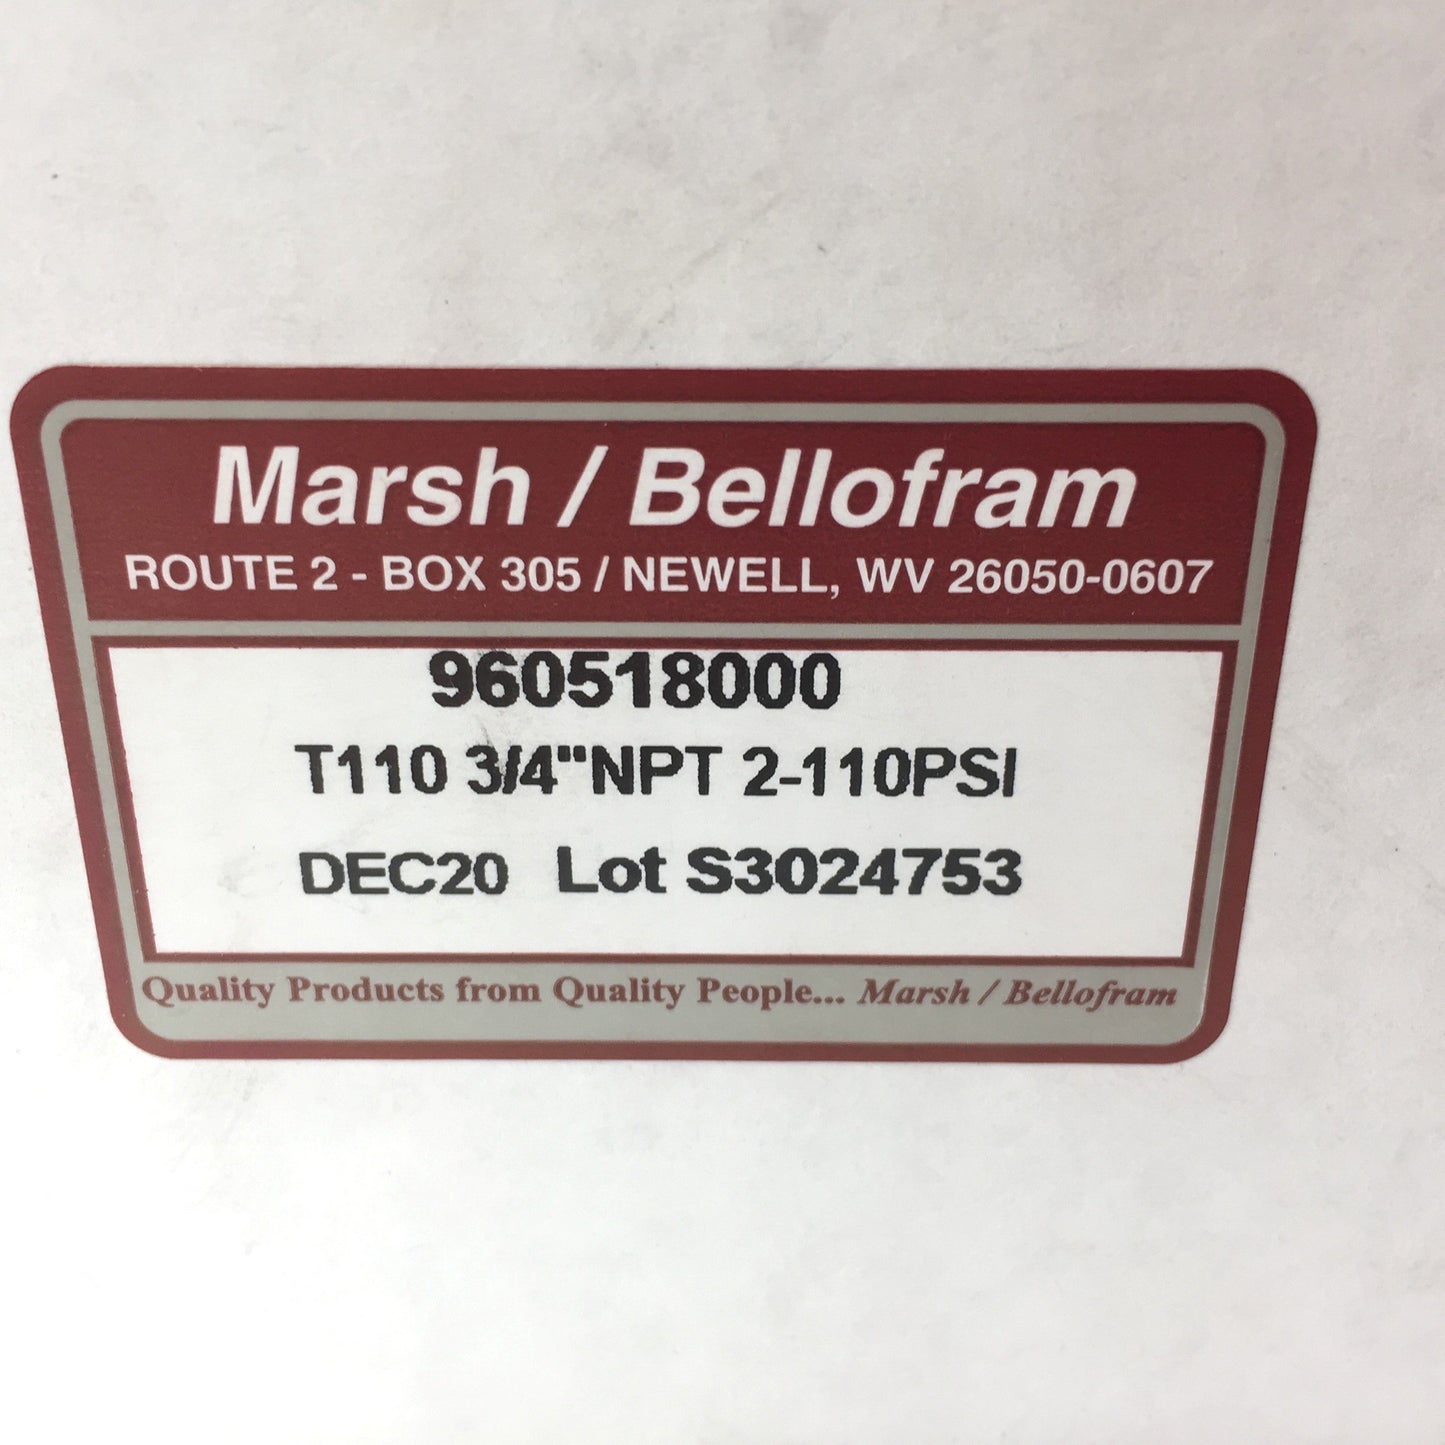 Marsh / Bellofram
ROUTE 2 - BOX 305 / NEWELL, WV 26050-0607
960518000
T110 3/4"NPT 2-110PSI
DEC20 Lot S3024753
Quality Products from Quality People... Marsh / Bellofram